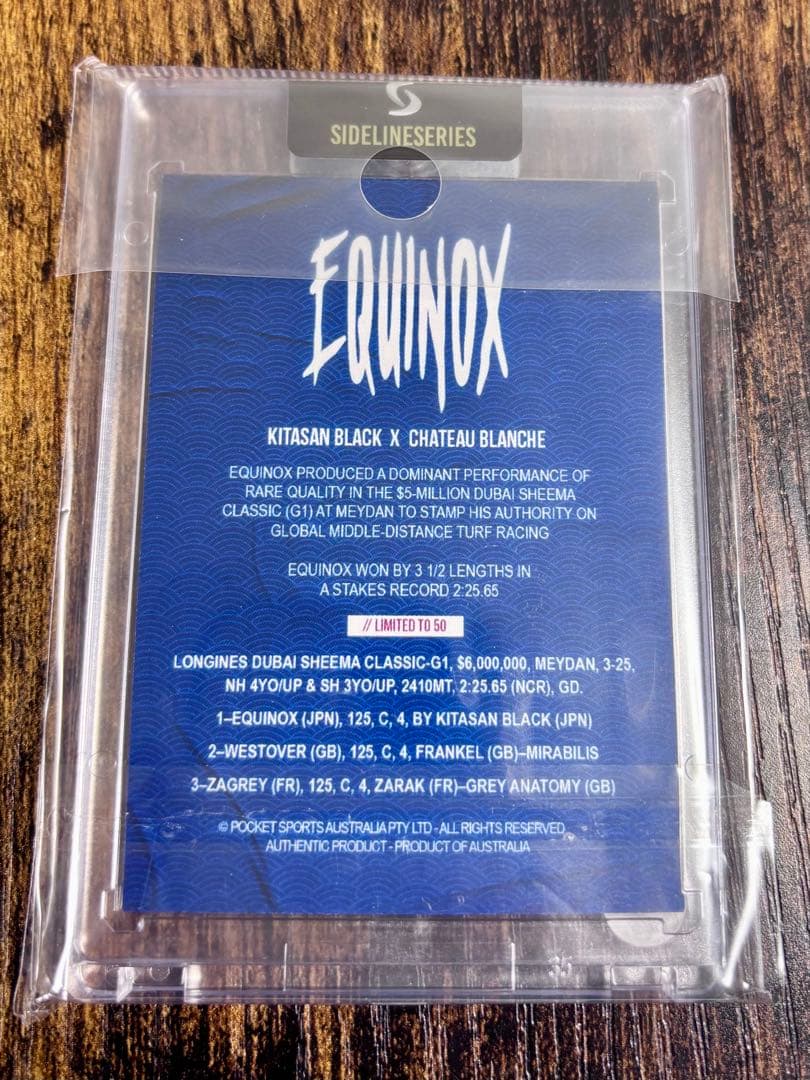 SIDELINESERIES
EQUINOX
KITASAN BLACK X CHATEAU BLANCHE
EQUINOX PRODUCED A DOMINANT PERFORMANCE OF
RARE QUALITY IN THE $5-MILLION DUBAI SHEEMA
CLASSIC (G1) AT MEYDAN TO STAMP HIS AUTHORITY ON
GLOBAL MIDDLE-DISTANCE TURF RACING
EQUINOX WON BY 3 1/2 LENGTHS IN
A STAKES RECORD 2:25.65
// LIMITED TO 50
LONGINES DUBAI SHEEMA CLASSIC-G1, $6,000,000, MEYDAN, 3-25,
NH 4YO/UP & SH 3YO/UP, 2410MT, 2:25.65 (NCR), GD.
1–EQUINOX (JPN), 125, C, 4, BY KITASAN BLACK (JPN)
2–WESTOVER (GB), 125, C, 4, FRANKEL (GB)–MIRABILIS
3–ZAGREY (FR), 125, C, 4, ZARAK (FR)–GREY ANATOMY (GB)
© POCKET SPORTS AUSTRALIA PTY LTD - ALL RIGHTS RESERVED
AUTHENTIC PRODUCT - PRODUCT OF AUSTRALIA